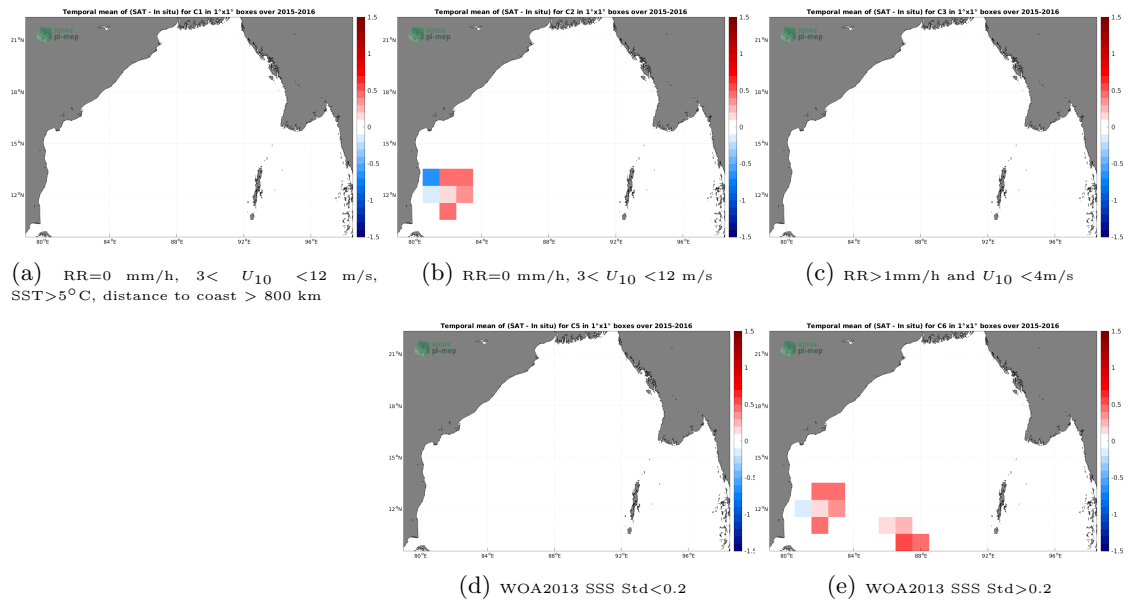 Temporal mean of (SAT - In situ) for C1 in 1°x1° boxes over 2015-2016
pi-mep
21°N
18°N
15°N
12°N
80°E 84°E 88°E 92°E 96°E
1.5
1
0.5
0
-0.5
-1
-1.5
(a) RR=0 mm/h, 3< U10 <12 m/s,
SST>5°C, distance to coast > 800 km
Temporal mean of (SAT - In situ) for C2 in 1°x1° boxes over 2015-2016
pi-mep
21°N
18°N
15°N
12°N
80°E 84°E 88°E 92°E 96°E
1.5
1
0.5
0
-0.5
-1
-1.5
(b) RR=0 mm/h, 3< U10 <12 m/s
Temporal mean of (SAT - In situ) for C3 in 1°x1° boxes over 2015-2016
pi-mep
21°N
18°N
15°N
12°N
80°E 84°E 88°E 92°E 96°E
1.5
1
0.5
0
-0.5
-1
-1.5
(c) RR>1mm/h and U10 <4m/s
Temporal mean of (SAT - In situ) for C5 in 1°x1° boxes over 2015-2016
pi-mep
21°N
18°N
15°N
12°N
80°E 84°E 88°E 92°E 96°E
1.5
1
0.5
0
-0.5
-1
-1.5
(d) WOA2013 SSS Std<0.2
Temporal mean of (SAT - In situ) for C6 in 1°x1° boxes over 2015-2016
pi-mep
21°N
18°N
15°N
12°N
80°E 84°E 88°E 92°E 96°E
1.5
1
0.5
0
-0.5
-1
-1.5
(e) WOA2013 SSS Std>0.2